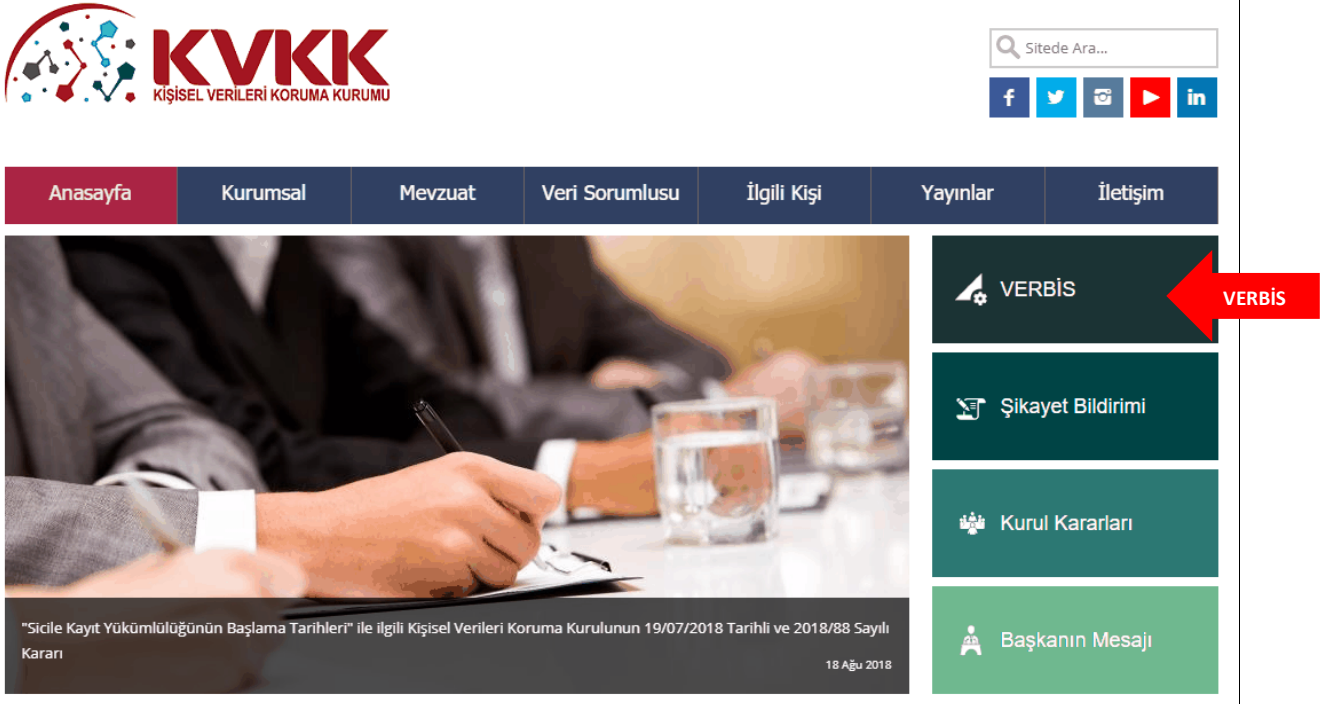 KVKK
KİŞİSEL VERİLERİ KORUMA KURUMU
Sitede Ara...
f
in
Anasayfa
Kurumsal
Mevzuat
Veri Sorumlusu
İlgili Kişi
Yayınlar
İletişim
VERBİS
VERBİS
Şikayet Bildirimi
Kurul Kararları
Başkanın Mesajı
"Sicile Kayıt Yükümlülüğünün Başlama Tarihleri" ile ilgili Kişisel Verileri Koruma Kurulunun 19/07/2018 Tarihli ve 2018/88 Sayılı
Kararı
18 Ağu 2018